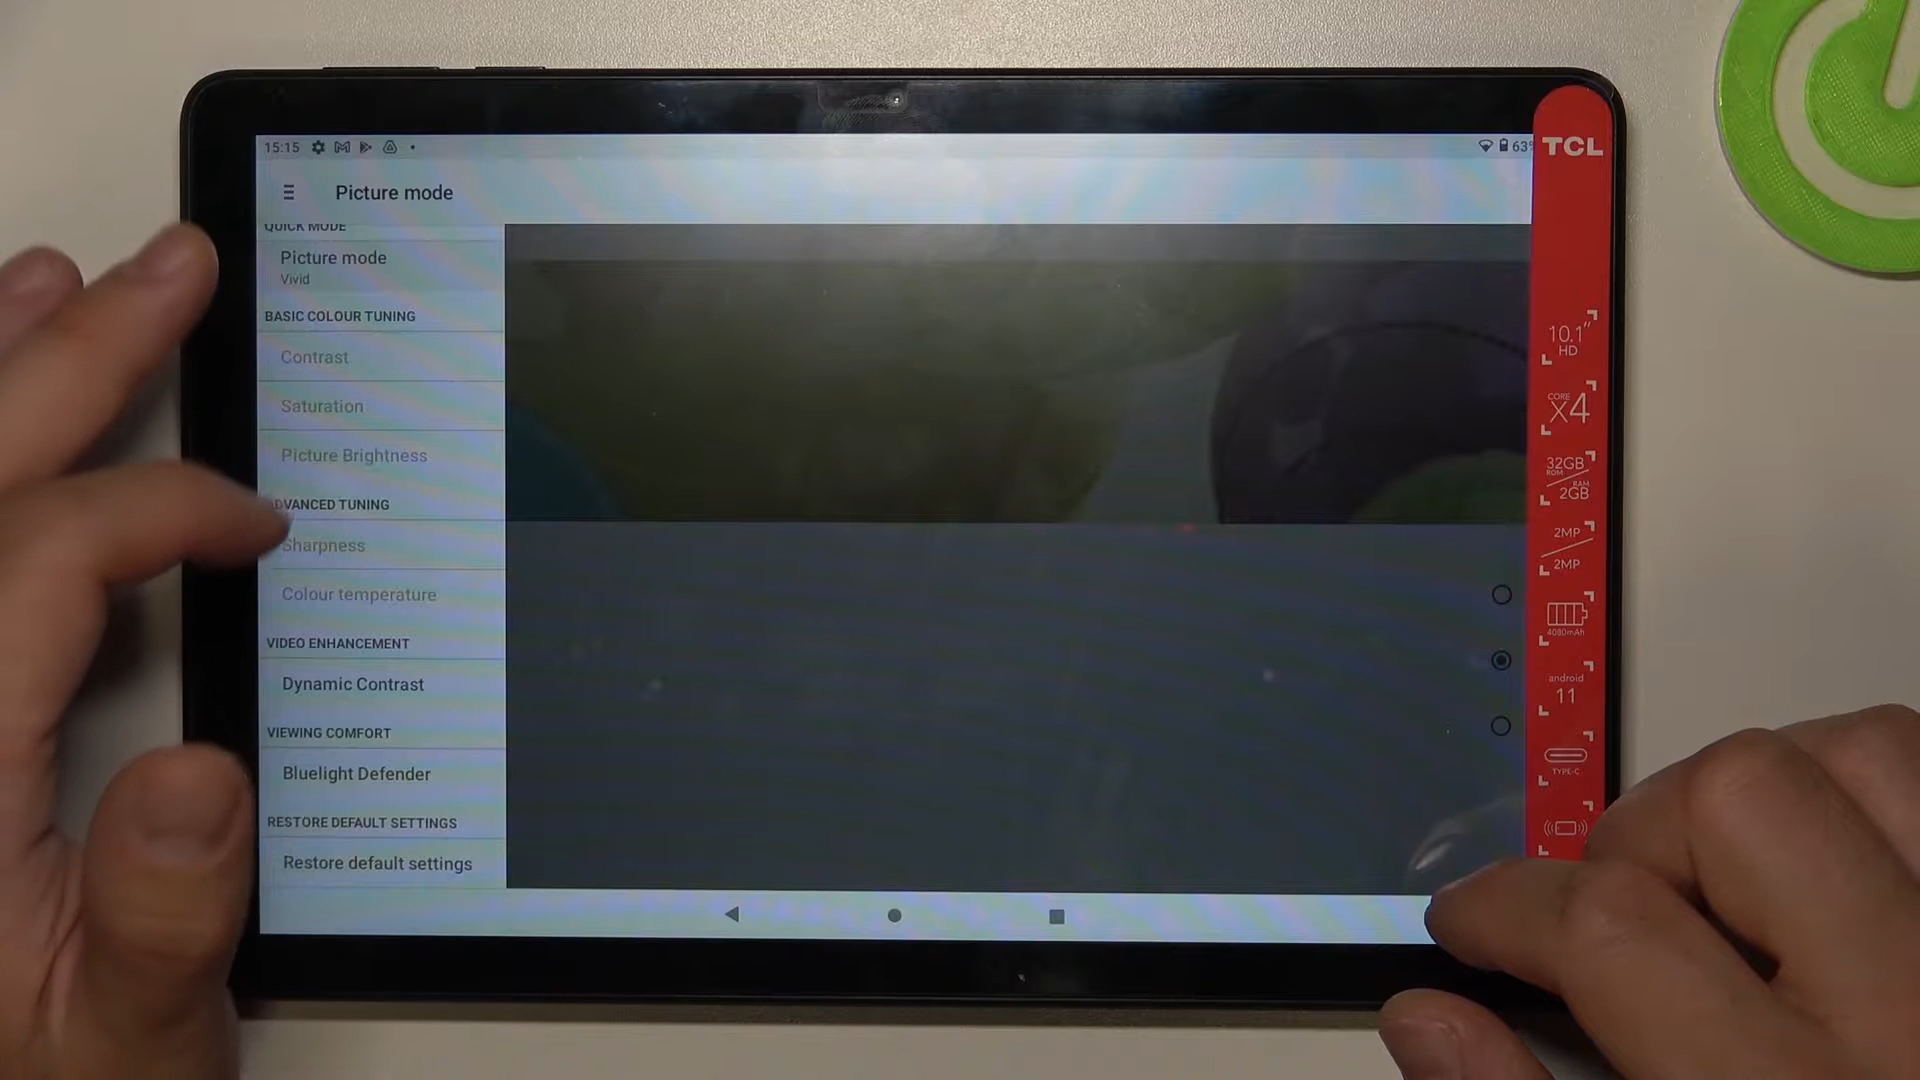 15:15
63%
TCL
Picture mode
QUICK MODE
Picture mode
Vivid
BASIC COLOUR TUNING
Contrast
Saturation
Picture Brightness
ADVANCED TUNING
Sharpness
Colour temperature
VIDEO ENHANCEMENT
Dynamic Contrast
VIEWING COMFORT
Bluelight Defender
RESTORE DEFAULT SETTINGS
Restore default settings
10.1”
HD
CORE
X4
32GB
ROM
RAM
2GB
2MP
2MP
4080mAh
android
11
TYPE-C